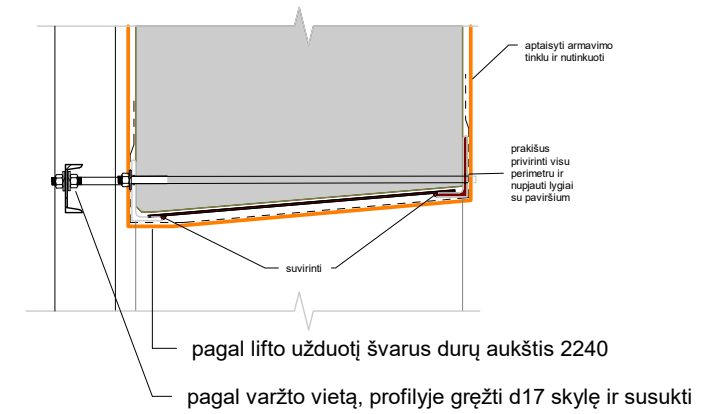 aptaisyti armavimo
tinklu ir nutinkuoti
prakišus
privirinti visu
perimetru ir
nupjauti lygiai
su paviršium
suvirinti
pagal lifto užduotį švarus durų aukštis 2240
pagal varžto vietą, profilyje gręžti d17 skylę ir susukti